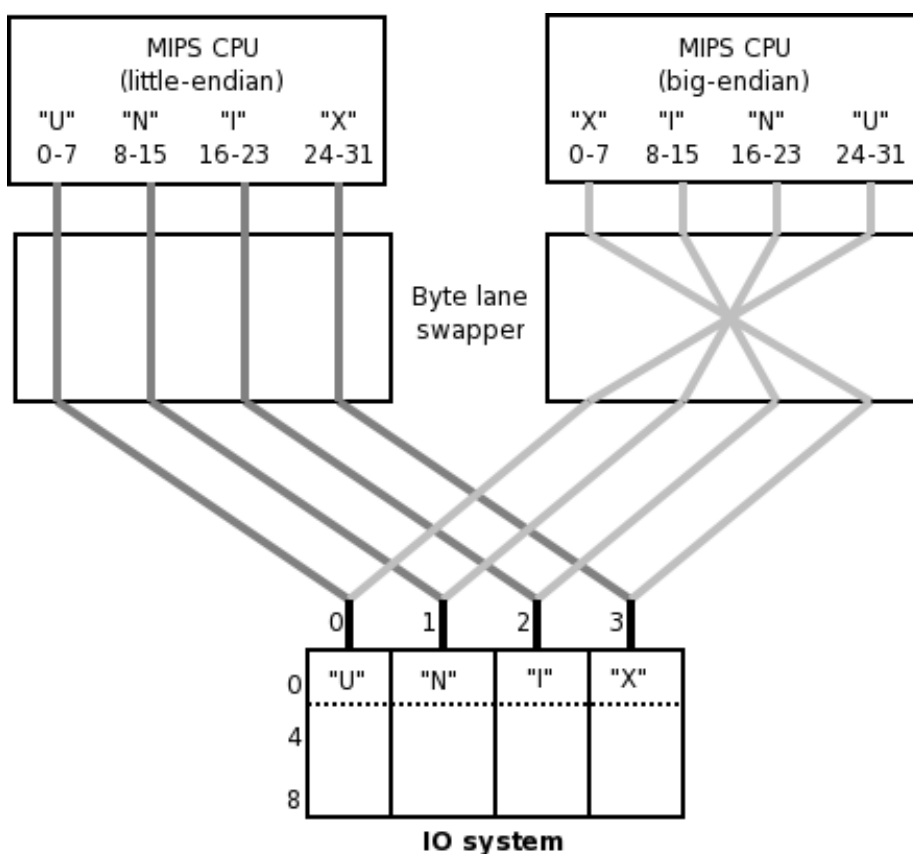 MIPS CPU
(little-endian)
"U" "N" "I" "X"
0-7 8-15 16-23 24-31
MIPS CPU
(big-endian)
"X" "I" "N" "U"
0-7 8-15 16-23 24-31
Byte lane
swapper
0 1 2 3
0 "U" "N" "I" "X"
4
8
IO system